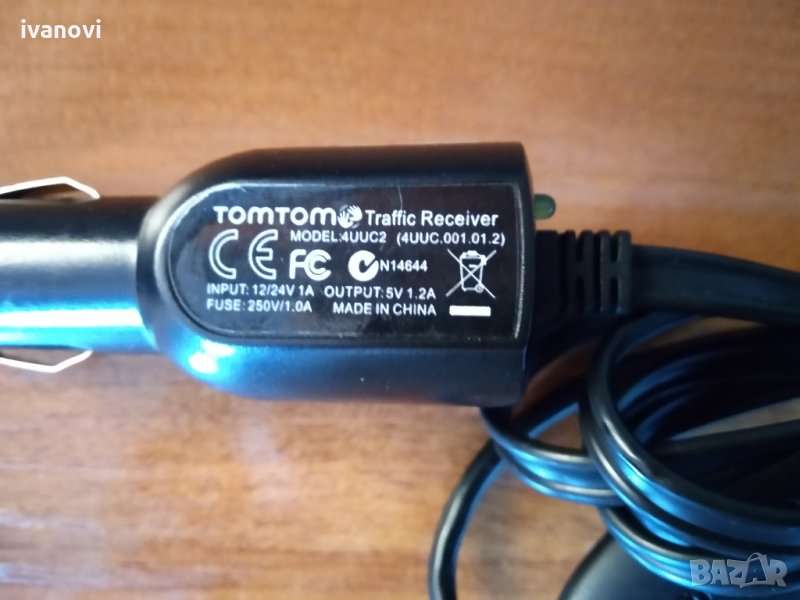 ivanovi
TOMTOM Traffic Receiver
MODEL:4UUC2 (4UUC.001.01.2)
CE FC N14644
INPUT: 12/24V 1A OUTPUT: 5V 1.2A
FUSE: 250V/1.0A MADE IN CHINA
BAZAR